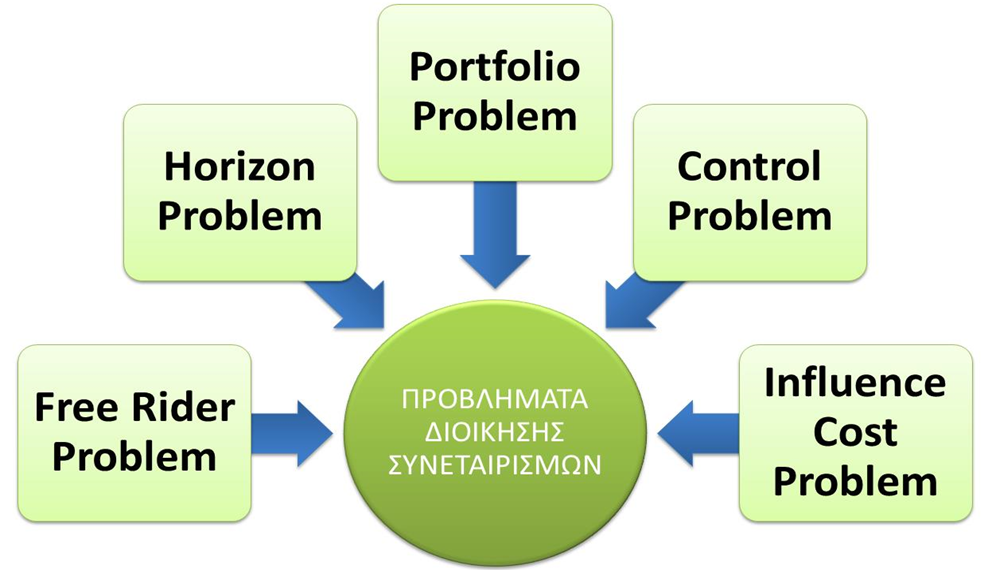 Portfolio
Problem
Horizon
Problem
Control
Problem
Free Rider
Problem
ΠΡΟΒΛΗΜΑΤΑ
ΔΙΟΙΚΗΣΗΣ
ΣΥΝΕΤΑΙΡΙΣΜΩΝ
Influence
Cost
Problem